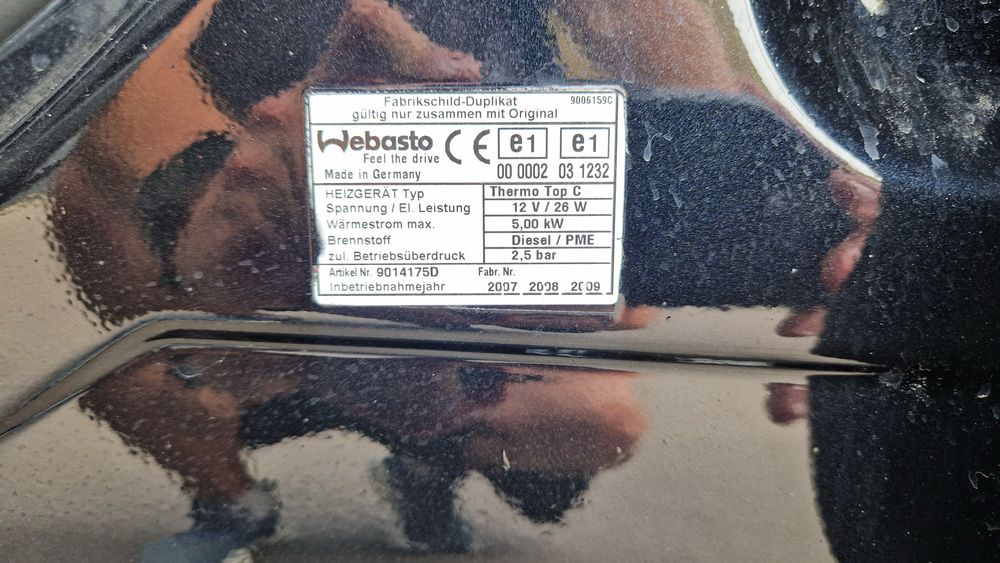 Fabrikschild-Duplikat 9006159C
gültig nur zusammen mit Original
Webasto CE e1 e1
Feel the drive
Made in Germany 00 0002 03 1232
HEIZGERÄT Typ Thermo Top C
Spannung / El. Leistung 12 V / 26 W
Wärmestrom max. 5,00 kW
Brennstoff Diesel / PME
zul. Betriebsüberdruck 2,5 bar
Artikel Nr. 9014175D Fabr. Nr.
Inbetriebnahmejahr 2007 2008 2009